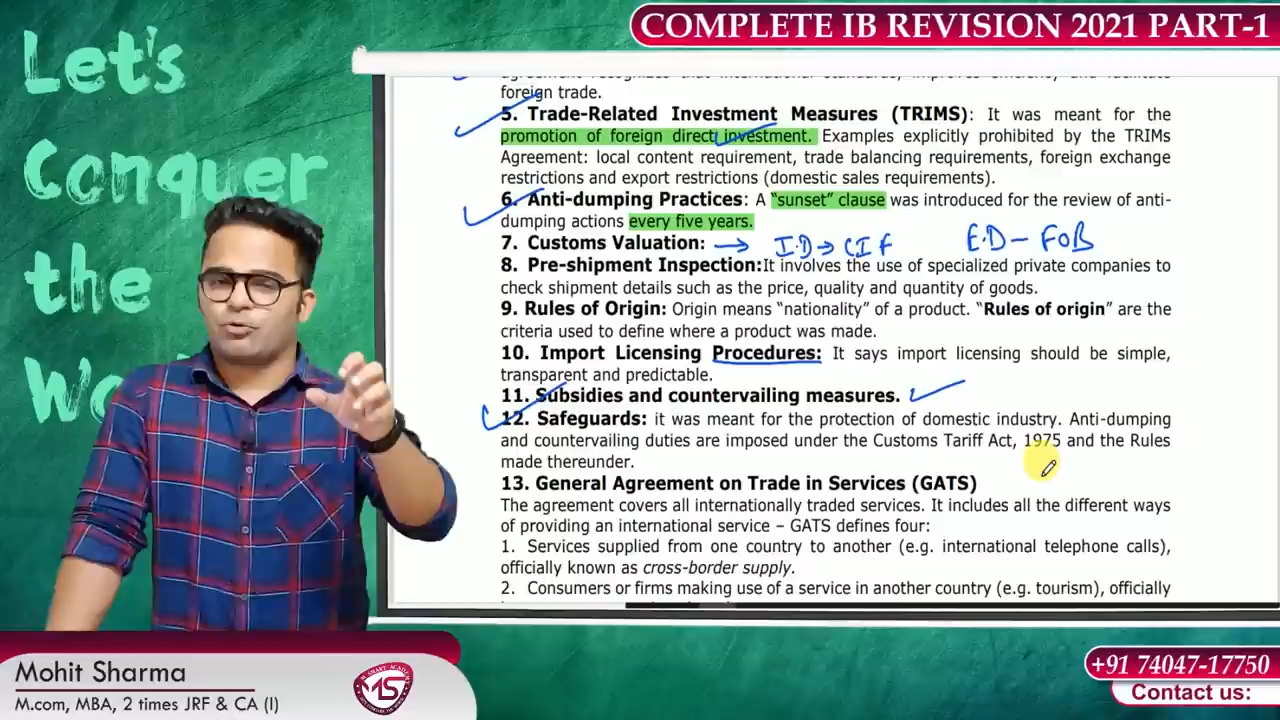 COMPLETE IB REVISION 2021 PART-1
Let's
Conquer
the
Wo
foreign trade.
5. Trade-Related Investment Measures (TRIMS): It was meant for the
promotion of foreign direct investment. Examples explicitly prohibited by the TRIMs
Agreement: local content requirement, trade balancing requirements, foreign exchange
restrictions and export restrictions (domestic sales requirements).
6. Anti-dumping Practices: A “sunset” clause was introduced for the review of anti-
dumping actions every five years.
7. Customs Valuation: → I.D → CIF E.D - FOB
8. Pre-shipment Inspection:It involves the use of specialized private companies to
check shipment details such as the price, quality and quantity of goods.
9. Rules of Origin: Origin means “nationality” of a product. “Rules of origin” are the
criteria used to define where a product was made.
10. Import Licensing Procedures: It says import licensing should be simple,
transparent and predictable.
11. Subsidies and countervailing measures.
12. Safeguards: it was meant for the protection of domestic industry. Anti-dumping
and countervailing duties are imposed under the Customs Tariff Act, 1975 and the Rules
made thereunder.
13. General Agreement on Trade in Services (GATS)
The agreement covers all internationally traded services. It includes all the different ways
of providing an international service – GATS defines four:
1. Services supplied from one country to another (e.g. international telephone calls),
officially known as cross-border supply.
2. Consumers or firms making use of a service in another country (e.g. tourism), officially
Mohit Sharma
M.com, MBA, 2 times JRF & CA (I)
MS
+91 74047-17750
Contact us: